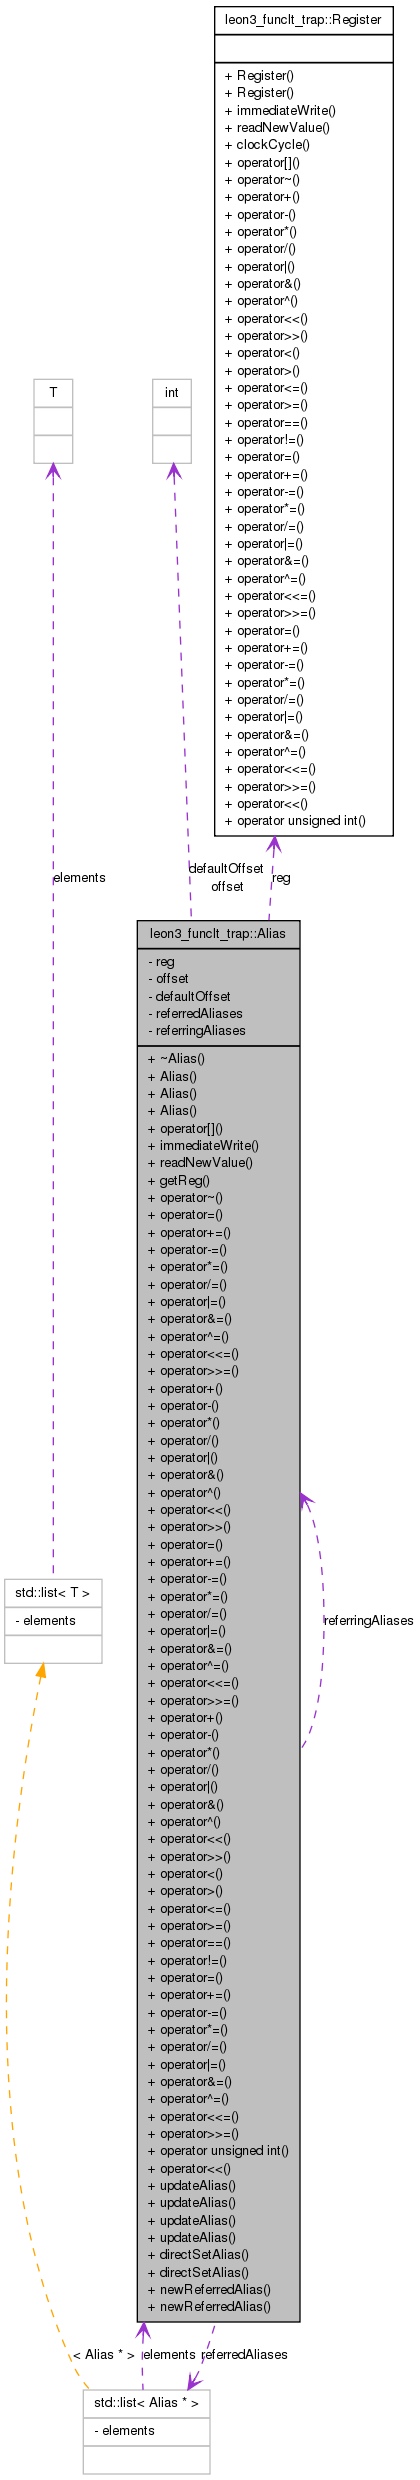 leon3_funclt_trap::Register
+ Register()
+ Register()
+ immediateWrite()
+ readNewValue()
+ clockCycle()
+ operator[]()
+ operator~()
+ operator+()
+ operator-()
+ operator*()
+ operator/()
+ operator|()
+ operator&()
+ operator^()
+ operator<<()
+ operator>>()
+ operator<()
+ operator>()
+ operator<=()
+ operator>=()
+ operator==()
+ operator!=()
+ operator=()
+ operator+=()
+ operator-=()
+ operator*=()
+ operator/=()
+ operator|=()
+ operator&=()
+ operator^=()
+ operator<<=()
+ operator>>=()
+ operator=()
+ operator+=()
+ operator-=()
+ operator*=()
+ operator/=()
+ operator|=()
+ operator&=()
+ operator^=()
+ operator<<=()
+ operator>>=()
+ operator<<()
+ operator unsigned int()
T
int
elements
defaultOffset
offset
reg
leon3_funclt_trap::Alias
- reg
- offset
- defaultOffset
- referredAliases
- referringAliases
+ ~Alias()
+ Alias()
+ Alias()
+ Alias()
+ operator[]()
+ immediateWrite()
+ readNewValue()
+ getReg()
+ operator~()
+ operator=()
+ operator+=()
+ operator-=()
+ operator*=()
+ operator/=()
+ operator|=()
+ operator&=()
+ operator^=()
+ operator<<=()
+ operator>>=()
+ operator+()
+ operator-()
+ operator*()
+ operator/()
+ operator|()
+ operator&()
+ operator^()
+ operator<<()
+ operator>>()
+ operator=()
+ operator+=()
+ operator-=()
+ operator*=()
+ operator/=()
+ operator|=()
+ operator&=()
+ operator^=()
+ operator<<=()
+ operator>>=()
+ operator+()
+ operator-()
+ operator*()
+ operator/()
+ operator|()
+ operator&()
+ operator^()
+ operator<<()
+ operator>>()
+ operator<()
+ operator>()
+ operator<=()
+ operator>=()
+ operator==()
+ operator!=()
+ operator=()
+ operator+=()
+ operator-=()
+ operator*=()
+ operator/=()
+ operator|=()
+ operator&=()
+ operator^=()
+ operator<<=()
+ operator>>=()
+ operator unsigned int()
+ operator<<()
+ updateAlias()
+ updateAlias()
+ updateAlias()
+ updateAlias()
+ directSetAlias()
+ directSetAlias()
+ newReferredAlias()
+ newReferredAlias()
referringAliases
std::list< T >
- elements
< Alias * >
elements
referredAliases
std::list< Alias * >
- elements